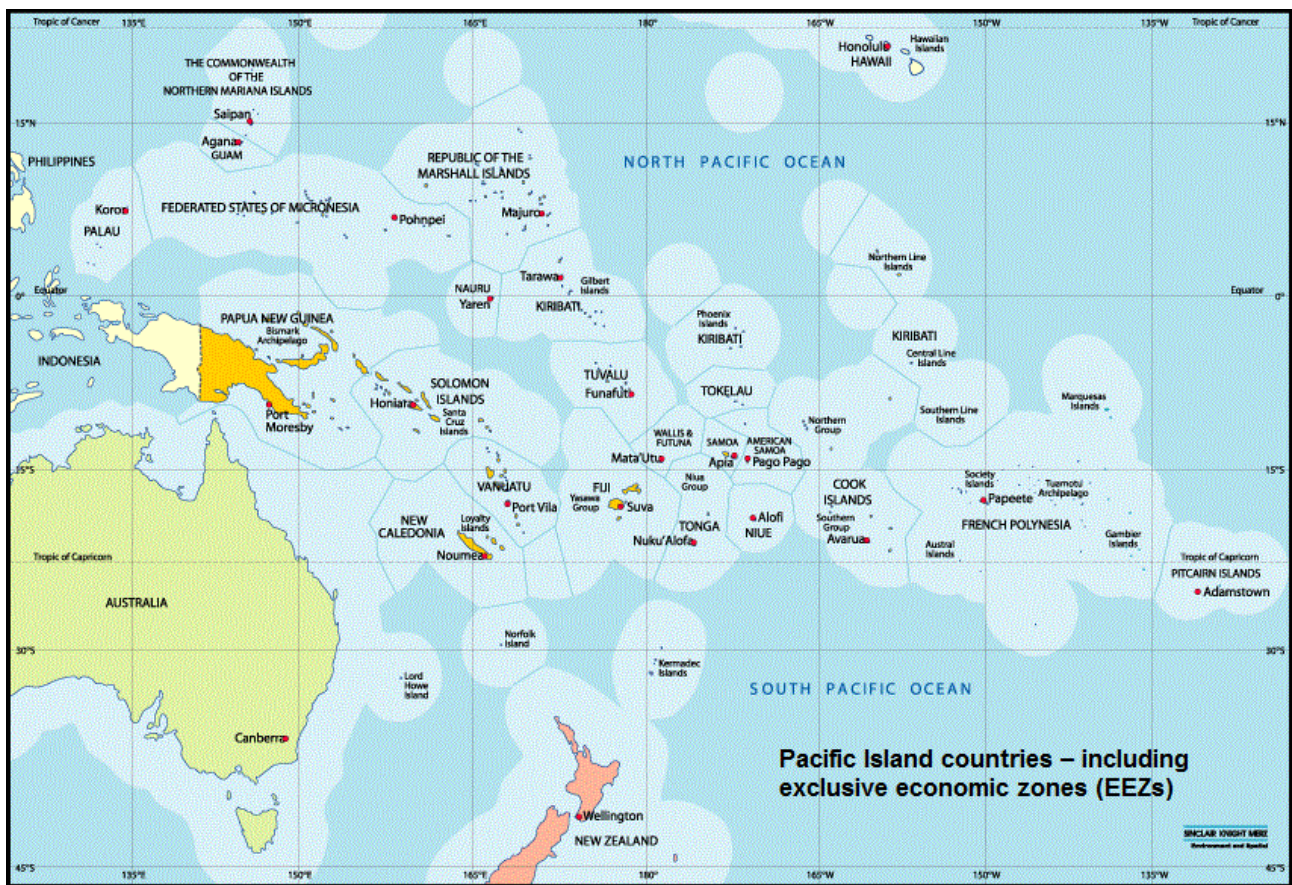 Tropic of Cancer
135°E
150°E
165°E
180°
165°W
150°W
135°W
Tropic of Cancer
Honolulu
HAWAII
Hawaiian
Islands
THE COMMONWEALTH
OF THE
NORTHERN MARIANA ISLANDS
Saipan
15°N
15°N
Agana
GUAM
PHILIPPINES
REPUBLIC OF THE
MARSHALL ISLANDS
NORTH PACIFIC OCEAN
Koror
PALAU
FEDERATED STATES OF MICRONESIA
Pohnpei
Majuro
Northern Line
Islands
Tarawa
Gilbert
Islands
KIRIBATI
NAURU
Yaren
Equator
0°
Equator
0°
PAPUA NEW GUINEA
Bismark
Archipelago
Phoenix
Islands
KIRIBATI
KIRIBATI
Central Line
Islands
INDONESIA
SOLOMON
ISLANDS
Honiara
Santa
Cruz
Islands
TUVALU
Funafuti
TOKELAU
Port
Moresby
Northern
Group
Southern Line
Islands
Marquesas
Islands
WALLIS &
FUTUNA
Mata'Utu
SAMOA
Apia
AMERICAN
SAMOA
Pago Pago
15°S
15°S
VANUATU
Port Vila
FIJI
Yasawa
Group
Suva
Niua
Group
COOK
ISLANDS
Society
Islands
Papeete
Tuamotu
Archipelago
NEW
CALEDONIA
Loyalty
Islands
Noumea
TONGA
Nuku'Alofa
Alofi
NIUE
Southern
Group
Avarua
FRENCH POLYNESIA
Austral
Islands
Gambier
Islands
Tropic of Capricorn
Tropic of Capricorn
PITCAIRN ISLANDS
Adamstown
AUSTRALIA
Norfolk
Island
30°S
30°S
Lord
Howe
Island
Kermadec
Islands
SOUTH PACIFIC OCEAN
Canberra
Pacific Island countries – including
exclusive economic zones (EEZs)
Wellington
NEW ZEALAND
SINCLAIR KNIGHT MERZ
Environment and Spatial
45°S
135°E
150°E
165°E
180°
165°W
150°W
135°W
45°S